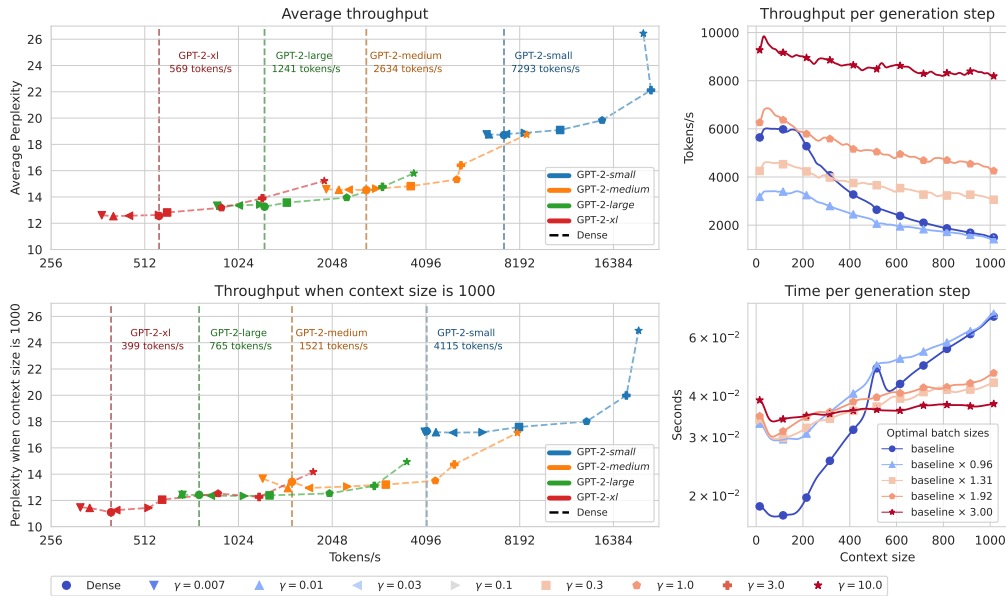 Average throughput
Average Perplexity
26
24
22
20
18
16
14
12
10
256
512
1024
2048
4096
8192
16384
GPT-2-xl
569 tokens/s
GPT-2-large
1241 tokens/s
GPT-2-medium
2634 tokens/s
GPT-2-small
7293 tokens/s
GPT-2-small
GPT-2-medium
GPT-2-large
GPT-2-xl
Dense
Throughput per generation step
Tokens/s
10000
8000
6000
4000
2000
0
200
400
600
800
1000
Throughput when context size is 1000
Perplexity when context size is 1000
26
24
22
20
18
16
14
12
10
256
512
1024
2048
4096
8192
16384
Tokens/s
GPT-2-xl
399 tokens/s
GPT-2-large
765 tokens/s
GPT-2-medium
1521 tokens/s
GPT-2-small
4115 tokens/s
GPT-2-small
GPT-2-medium
GPT-2-large
GPT-2-xl
Dense
Time per generation step
Seconds
6 × 10⁻²
4 × 10⁻²
3 × 10⁻²
2 × 10⁻²
0
200
400
600
800
1000
Context size
Optimal batch sizes
baseline
baseline × 0.96
baseline × 1.31
baseline × 1.92
baseline × 3.00
Dense γ = 0.007 γ = 0.01 γ = 0.03 γ = 0.1 γ = 0.3 γ = 1.0 γ = 3.0 γ = 10.0